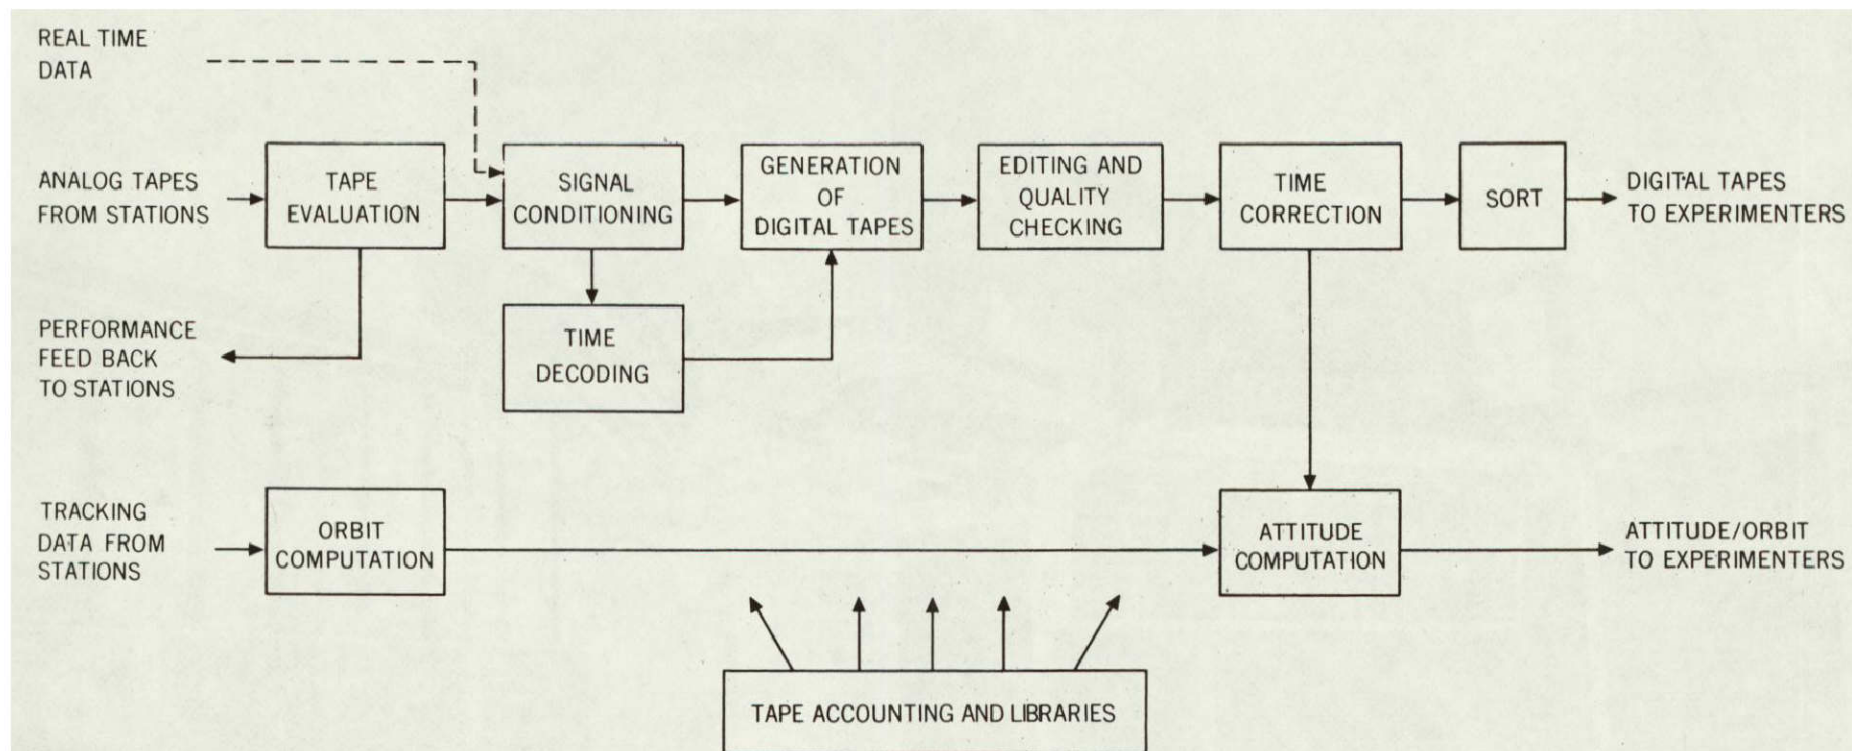 REAL TIME
DATA
ANALOG TAPES
FROM STATIONS
TAPE
EVALUATION
SIGNAL
CONDITIONING
GENERATION
OF
DIGITAL TAPES
EDITING AND
QUALITY
CHECKING
TIME
CORRECTION
SORT
DIGITAL TAPES
TO EXPERIMENTERS
PERFORMANCE
FEED BACK
TO STATIONS
TIME
DECODING
TRACKING
DATA FROM
STATIONS
ORBIT
COMPUTATION
ATTITUDE
COMPUTATION
ATTITUDE/ORBIT
TO EXPERIMENTERS
TAPE ACCOUNTING AND LIBRARIES